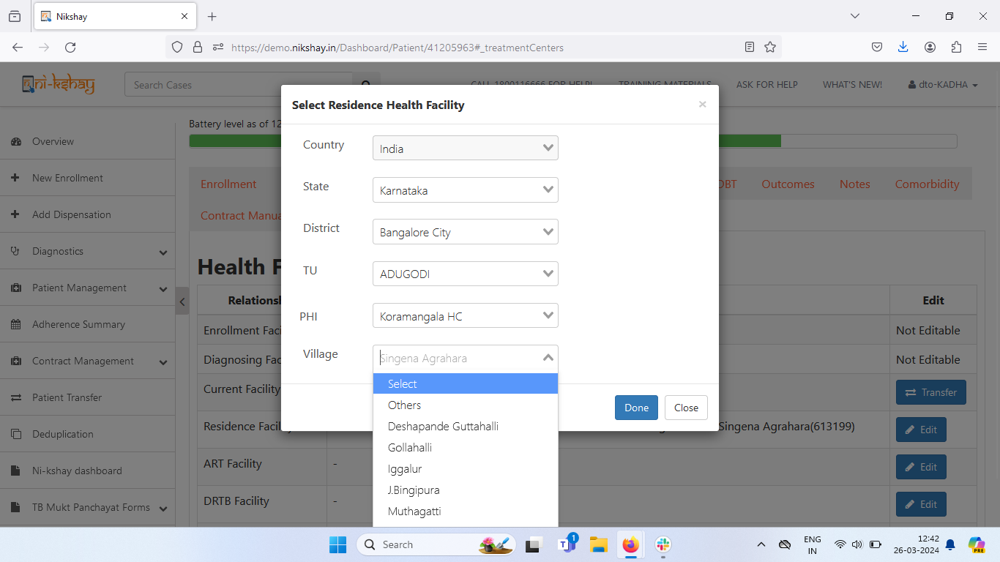 Nikshay
https://demo.nikshay.in/Dashboard/Patient/41205963#_treatmentCenters
ni-kshay
Search Cases
CALL 1800116666 FOR HELP!
TRAINING MATERIALS
ASK FOR HELP
WHAT'S NEW!
dto-KADHA
Battery level as of 12
Overview
New Enrollment
Add Dispensation
Diagnostics
Patient Management
Adherence Summary
Contract Management
Patient Transfer
Deduplication
Ni-kshay dashboard
TB Mukt Panchayat Forms
Enrollment
DBT
Outcomes
Notes
Comorbidity
Contract Manua
Health F
Relationsh
Edit
Enrollment Faci
Not Editable
Diagnosing Fac
Not Editable
Current Facility
Transfer
Residence Facili
Singena Agrahara(613199)
Edit
ART Facility
-
Edit
DRTB Facility
-
Edit
Select Residence Health Facility
×
Country
India
State
Karnataka
District
Bangalore City
TU
ADUGODI
PHI
Koramangala HC
Village
Singena Agrahara
Select
Others
Deshapande Guttahalli
Gollahalli
Iggalur
J.Bingipura
Muthagatti
Done
Close
Search
1
ENG
IN
12:42
26-03-2024
PRE